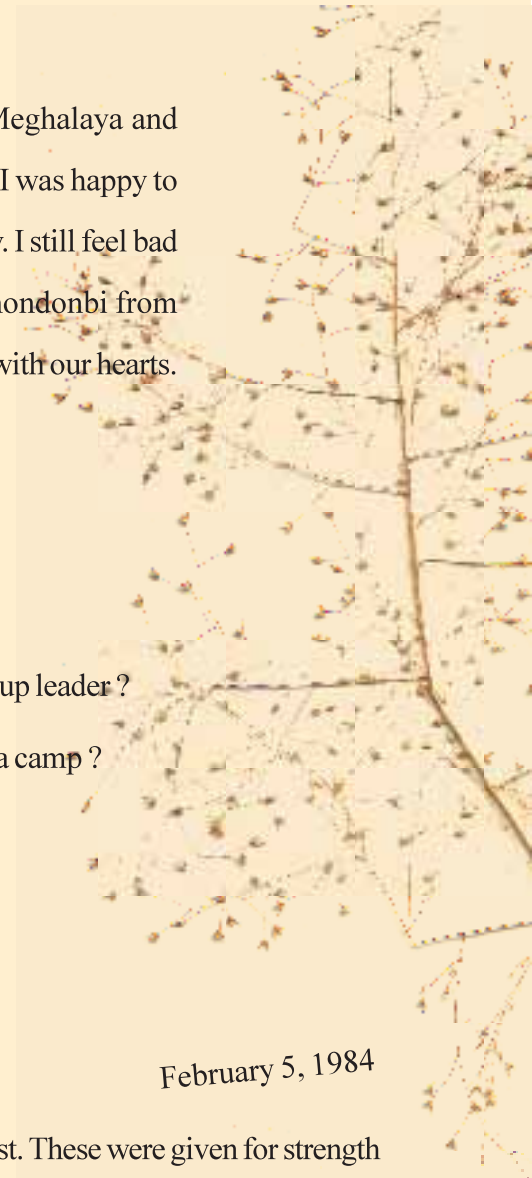 Meghalaya and
I was happy to
. I still feel bad
from
with our hearts.
up leader ?
a camp ?
February 5, 1984
st. These were given for strength